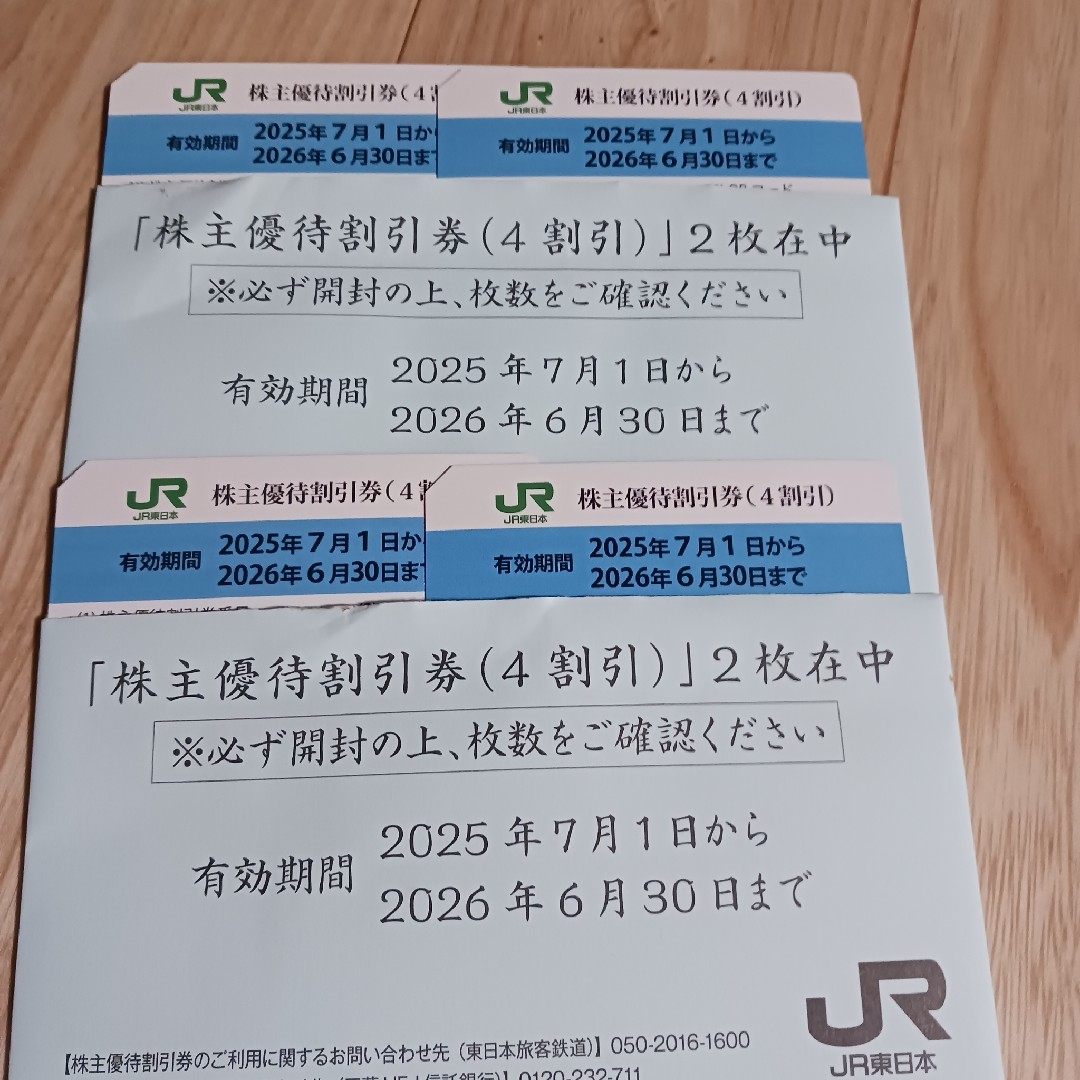 JR
JR東日本
株主優待割引券(4割
有効期間
2025年7月1日か
2026年6月30日ま
JR
JR東日本
株主優待割引券(4割引)
有効期間
2025年7月1日から
2026年6月30日まで
「株主優待割引券(4割引)」2枚在中
※必ず開封の上、枚数をご確認ください
有効期間
2025年7月1日から
2026年6月30日まで
JR
JR東日本
株主優待割引券(4
有効期間
2025年7月1日か
2026年6月30日ま
JR
JR東日本
株主優待割引券(4割引)
有効期間
2025年7月1日から
2026年6月30日まで
「株主優待割引券(4割引)」2枚在中
※必ず開封の上、枚数をご確認ください
有効期間
2025年7月1日から
2026年6月30日まで
JR
JR東日本
【株主優待割引券のご利用に関するお問い合わせ先(東日本旅客鉄道)】050-2016-1600
信託銀行)】0120-232-711